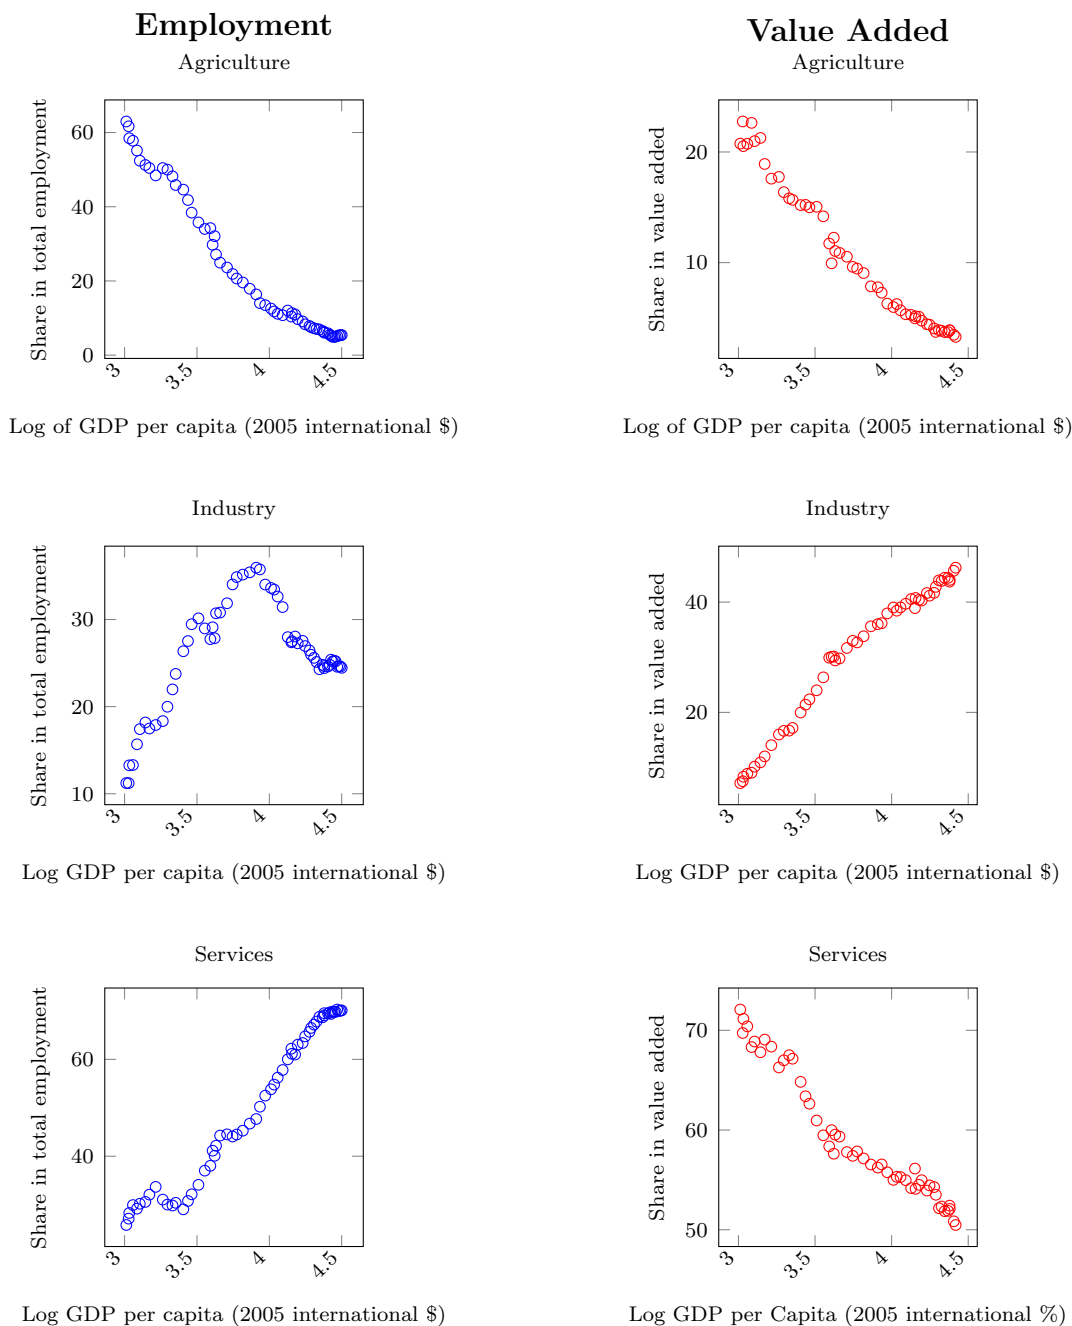 Employment
Value Added
Agriculture
Agriculture
Share in total employment
60
40
20
0
3
3.5
4
4.5
Log of GDP per capita (2005 international $)
Share in value added
20
10
3
3.5
4
4.5
Log of GDP per capita (2005 international $)
Industry
Industry
Share in total employment
30
20
10
3
3.5
4
4.5
Log GDP per capita (2005 international $)
Share in value added
40
20
3
3.5
4
4.5
Log GDP per capita (2005 international $)
Services
Services
Share in total employment
60
40
3
3.5
4
4.5
Log GDP per capita (2005 international $)
Share in value added
70
60
50
3
3.5
4
4.5
Log GDP per Capita (2005 international %)